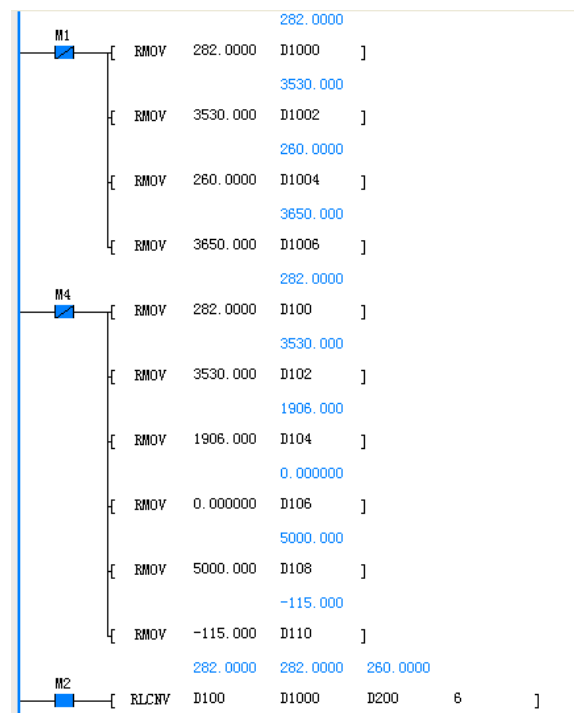 282.0000
M1
[ RMOV 282.0000 D1000 ]
3530.000
[ RMOV 3530.000 D1002 ]
260.0000
[ RMOV 260.0000 D1004 ]
3650.000
[ RMOV 3650.000 D1006 ]
282.0000
M4
[ RMOV 282.0000 D100 ]
3530.000
[ RMOV 3530.000 D102 ]
1906.000
[ RMOV 1906.000 D104 ]
0.000000
[ RMOV 0.000000 D106 ]
5000.000
[ RMOV 5000.000 D108 ]
-115.000
[ RMOV -115.000 D110 ]
282.0000 282.0000 260.0000
M2
[ RLCNV D100 D1000 D200 6 ]